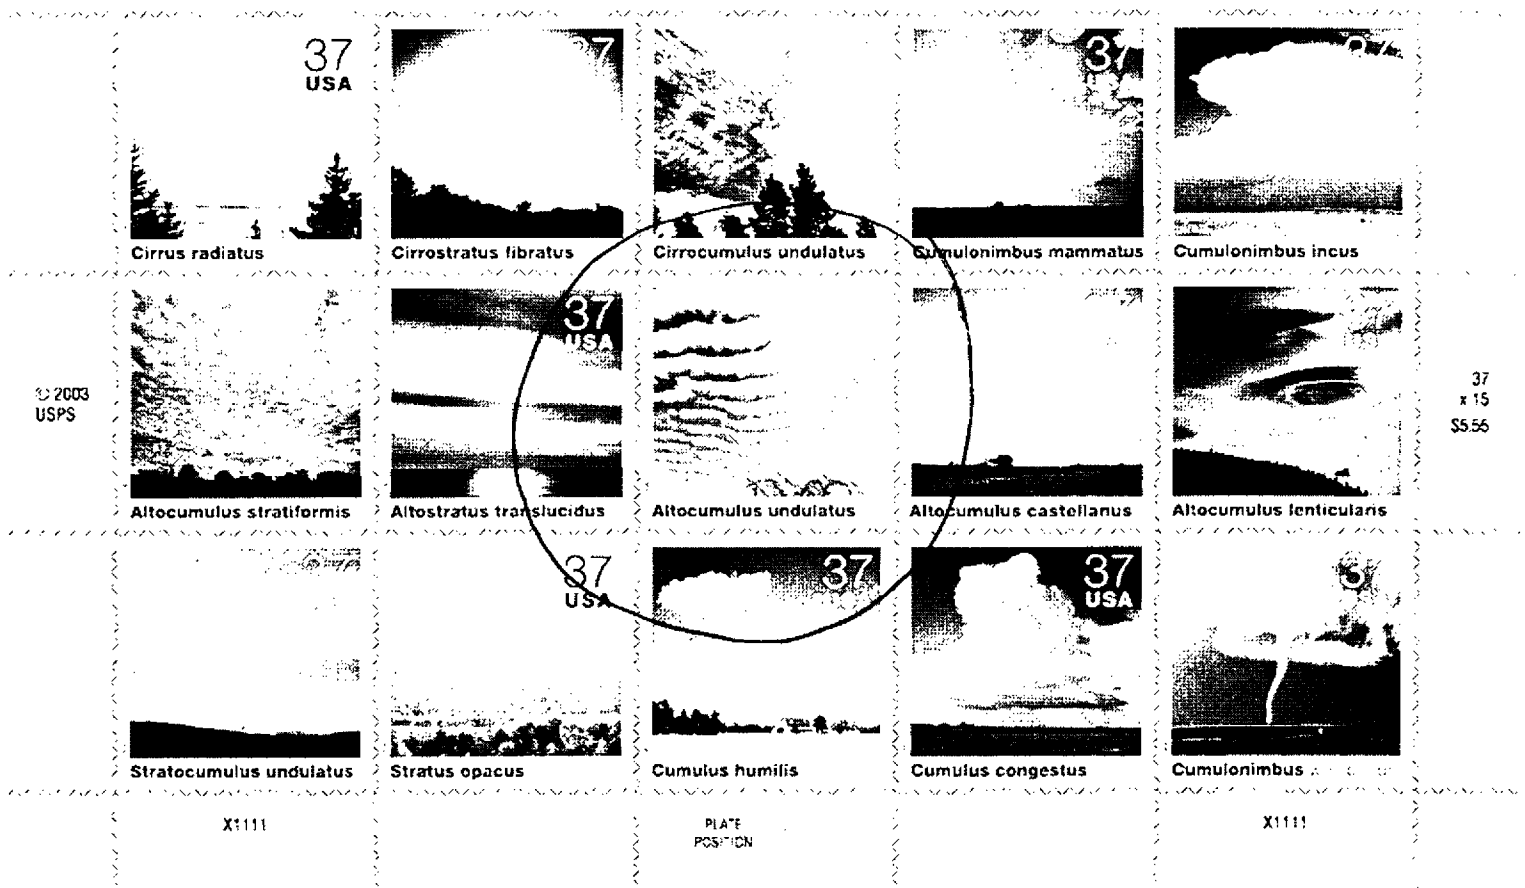 37
USA
Cirrus radiatus
Cirrostratus fibratus
Cirrocumulus undulatus
37
Cumulonimbus mammatus
Cumulonimbus incus
© 2003
USPS
Altocumulus stratiformis
37
USA
Altostratus translucidus
Altocumulus undulatus
Altocumulus castellanus
Altocumulus lenticularis
37
x 15
$5.55
Stratocumulus undulatus
37
USA
Stratus opacus
37
Cumulus humilis
37
USA
Cumulus congestus
Cumulonimbus
X1111
PLATE
POSITION
X1111